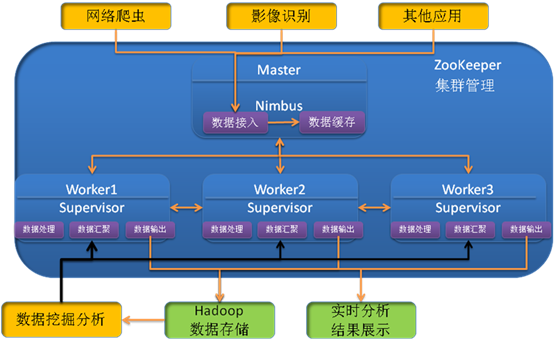 网络爬虫
影像识别
其他应用
ZooKeeper
集群管理
Master
Nimbus
数据接入
数据缓存
Worker1
Supervisor
数据处理
数据汇聚
数据输出
Worker2
Supervisor
数据处理
数据汇聚
数据输出
Worker3
Supervisor
数据处理
数据汇聚
数据输出
数据挖掘分析
Hadoop
数据存储
实时分析
结果展示